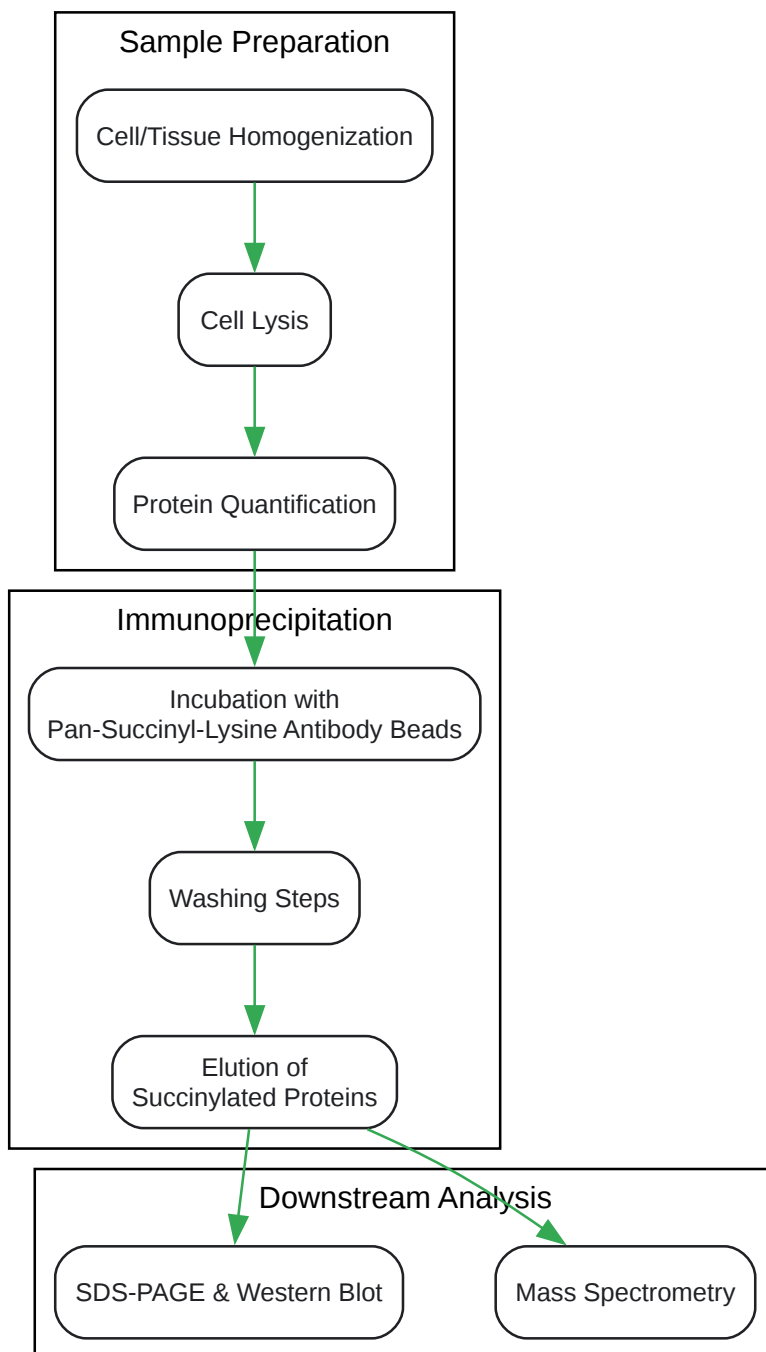 Sample Preparation
Cell/Tissue Homogenization
Cell Lysis
Protein Quantification
Immunoprecipitation
Incubation with
Pan-Succinyl-Lysine Antibody Beads
Washing Steps
Elution of
Succinylated Proteins
Downstream Analysis
SDS-PAGE & Western Blot
Mass Spectrometry